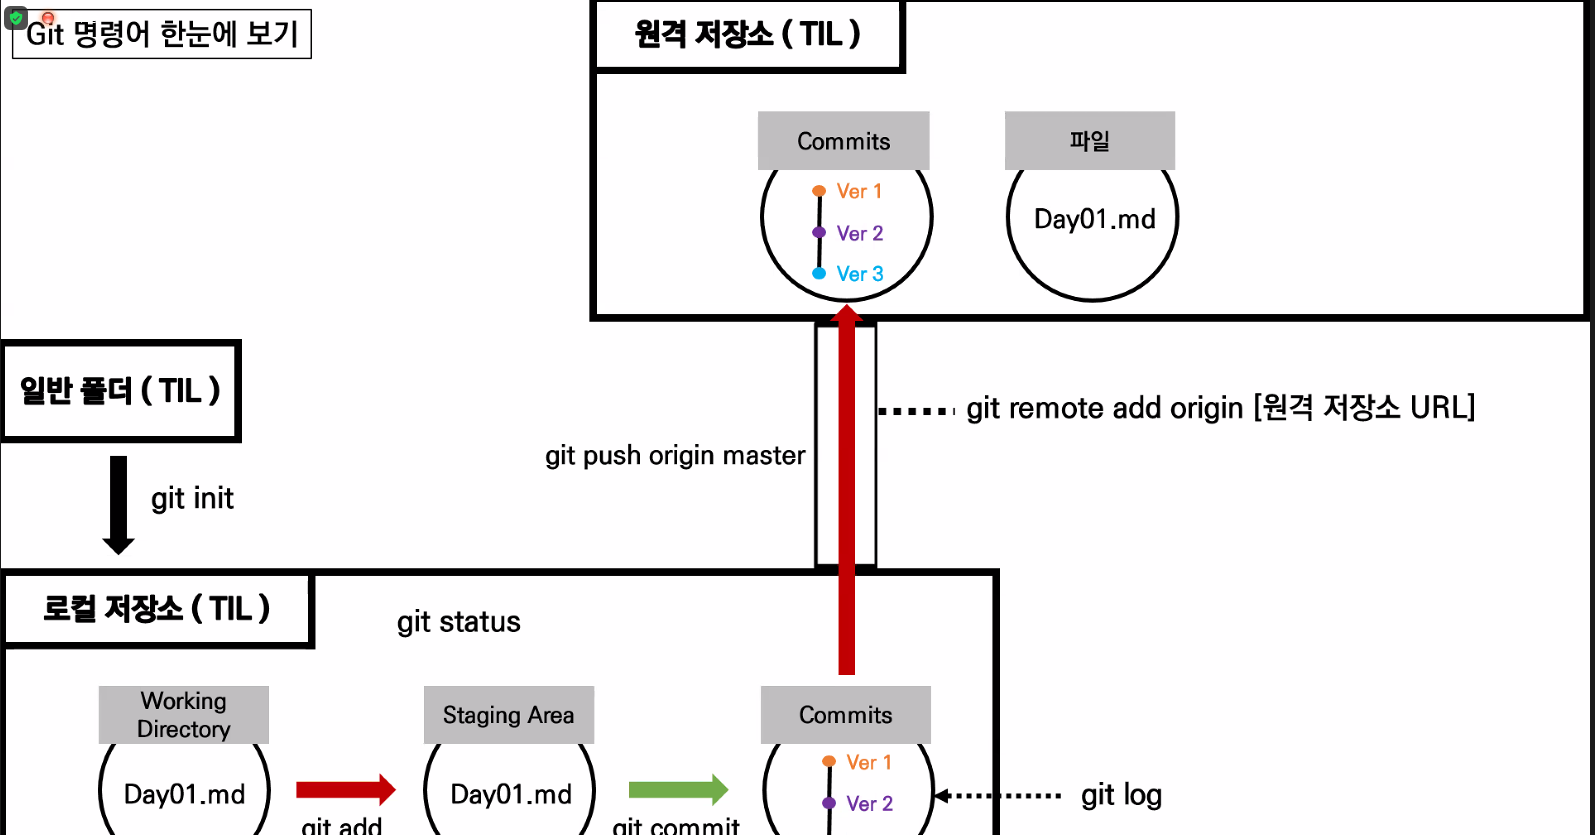 Git 명령어 한눈에 보기
원격 저장소 ( TIL )
Commits
파일
Ver 1
Ver 2
Ver 3
Day01.md
일반 폴더 ( TIL )
git remote add origin [원격 저장소 URL]
git push origin master
git init
로컬 저장소 ( TIL )
git status
Working
Directory
Staging Area
Commits
Day01.md
Day01.md
Ver 1
Ver 2
git log
git add
git commit